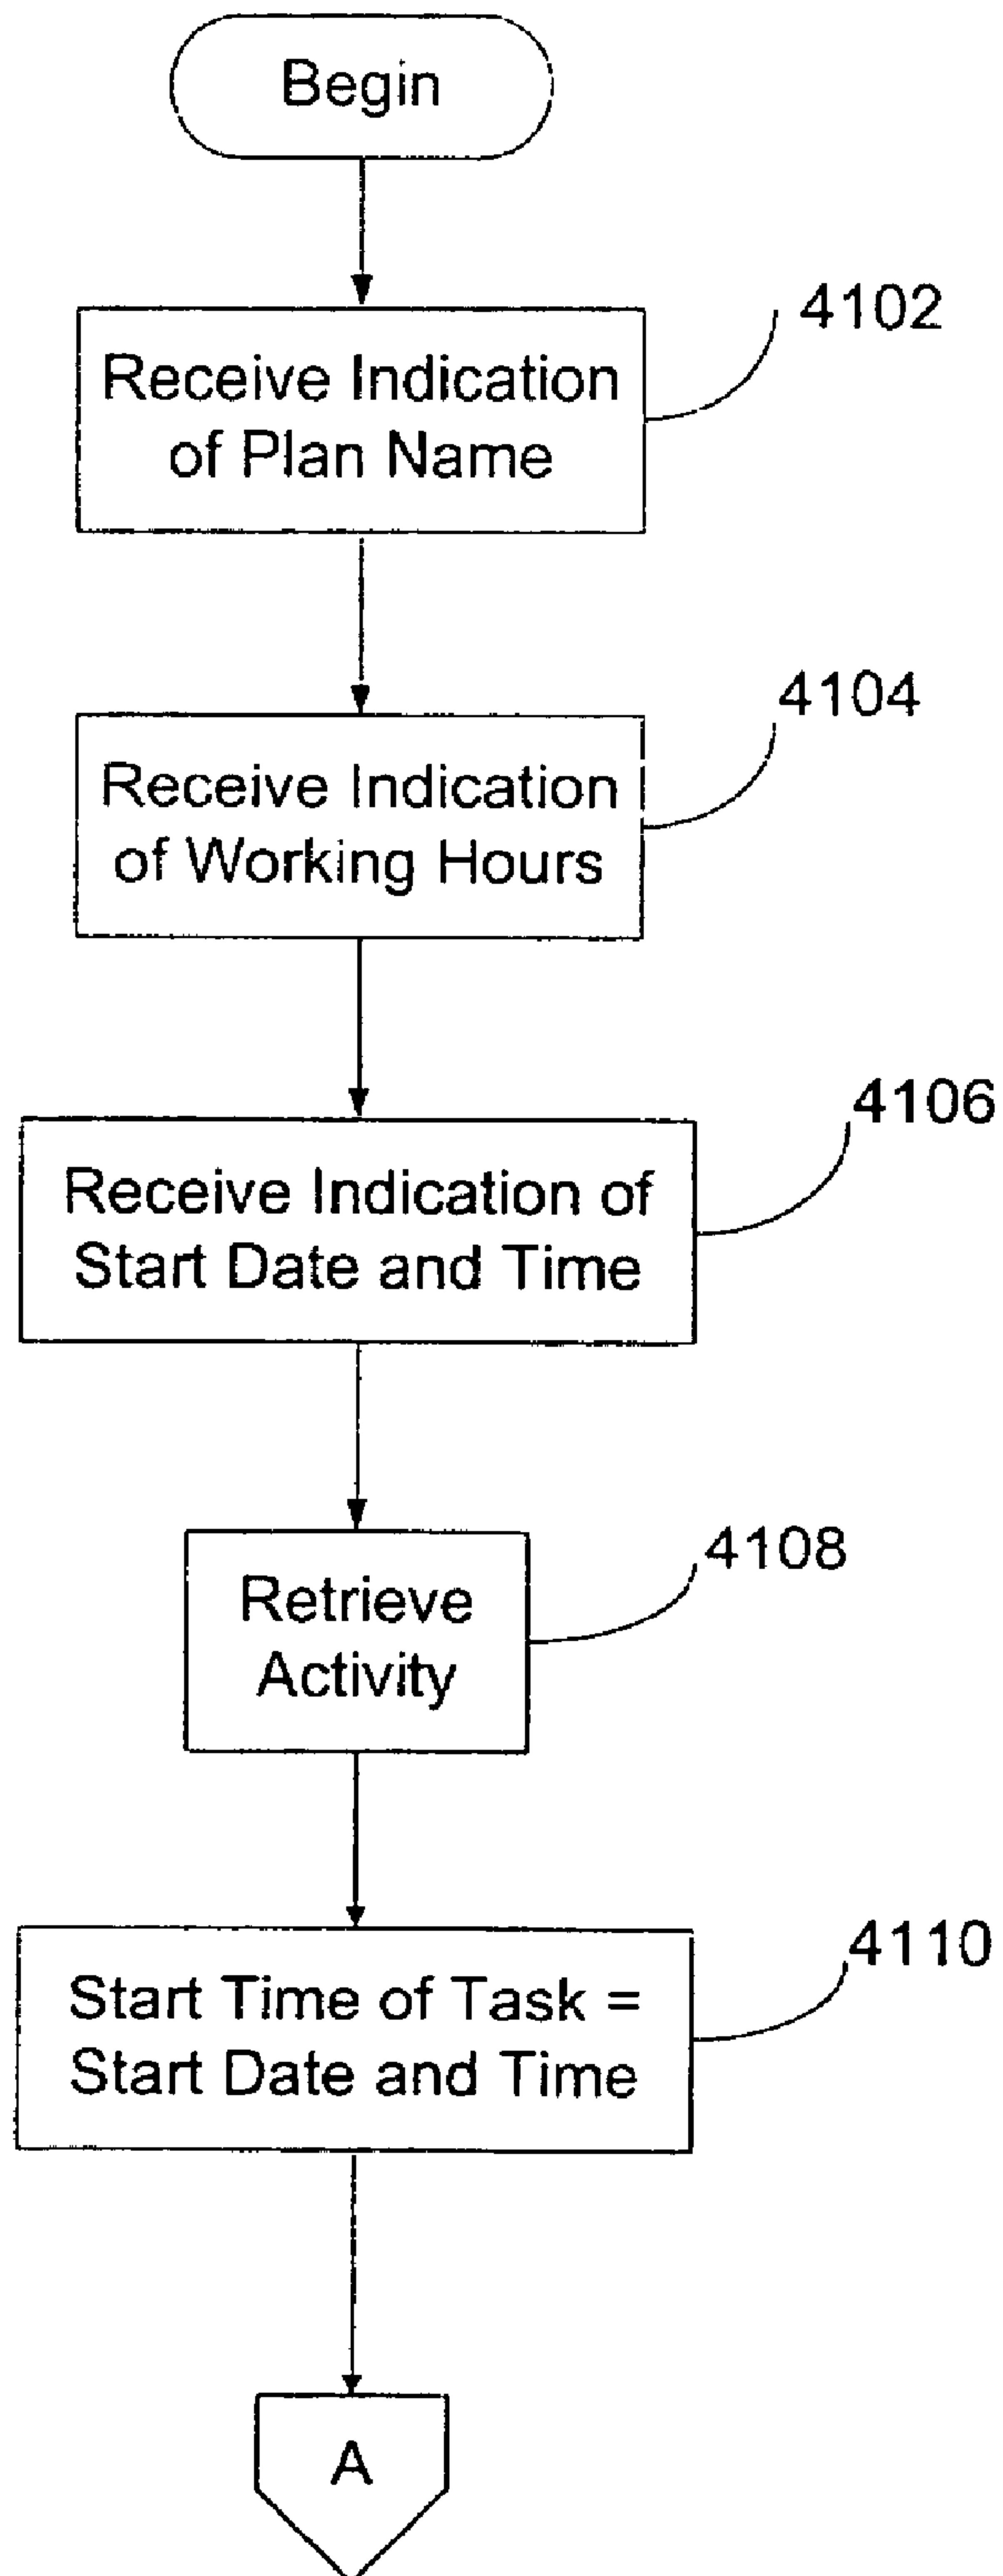 Begin
4102
Receive Indication
of Plan Name
4104
Receive Indication
of Working Hours
4106
Receive Indication of
Start Date and Time
4108
Retrieve
Activity
4110
Start Time of Task =
Start Date and Time
A